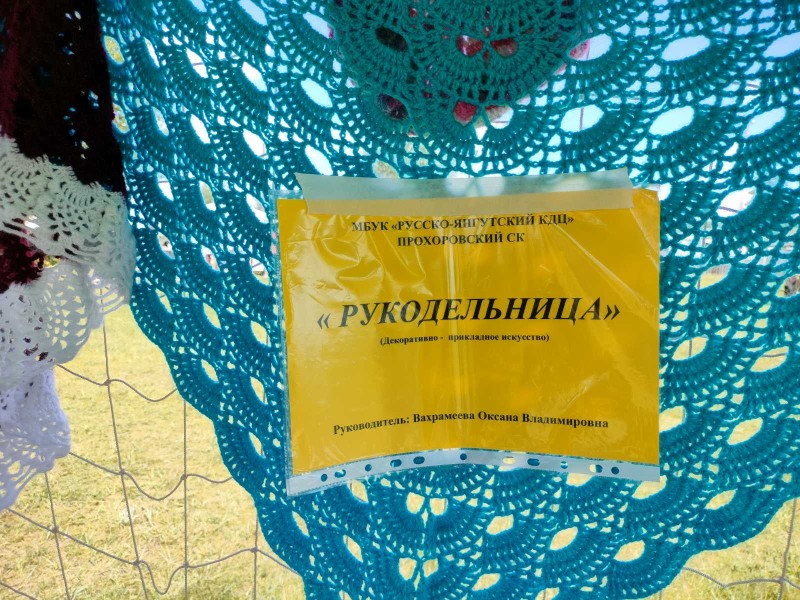 МБУК «РУССКО-ЯНГУТСКИЙ КДЦ»
ПРОХОРОВСКИЙ СК
« РУКОДЕЛЬНИЦА»
(Декоративно - прикладное искусство)
Руководитель: Вахрамеева Оксана Владимировна